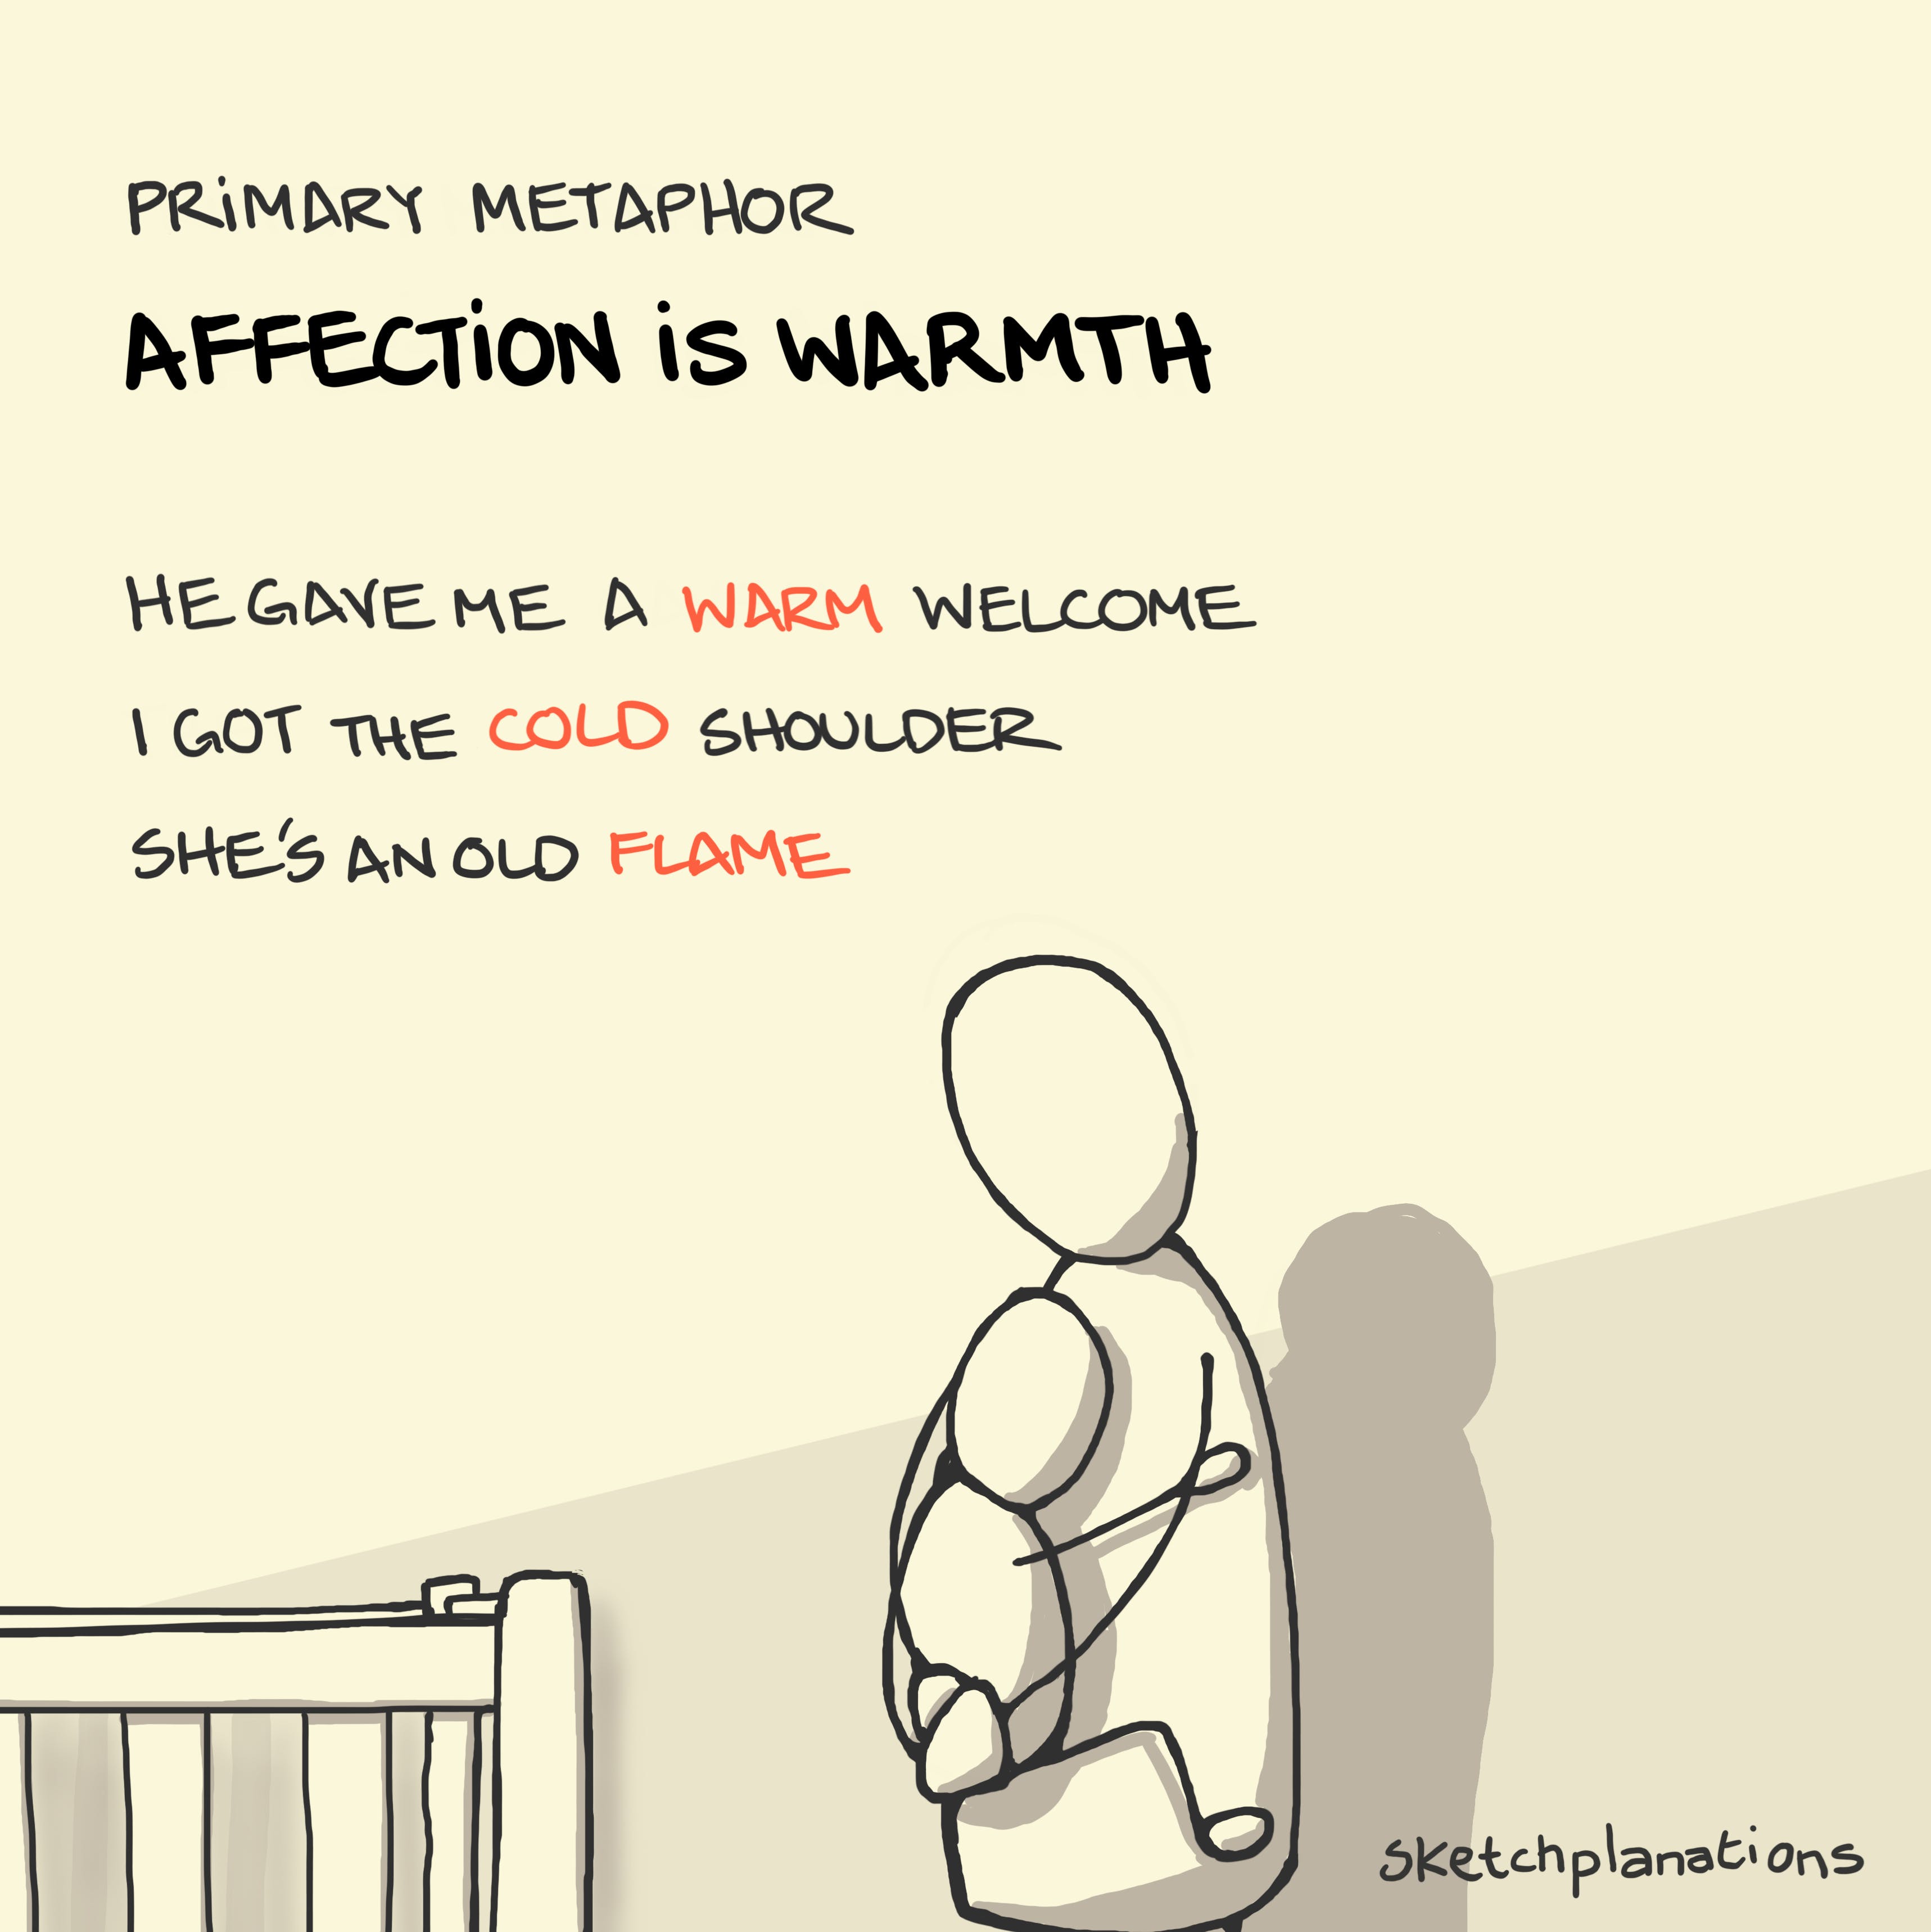 PRIMARY METAPHOR
AFFECTION IS WARMTH
HE GAVE ME A WARM WELCOME
I GOT THE COLD SHOULDER
SHE'S AN OLD FLAME
sketchplanations